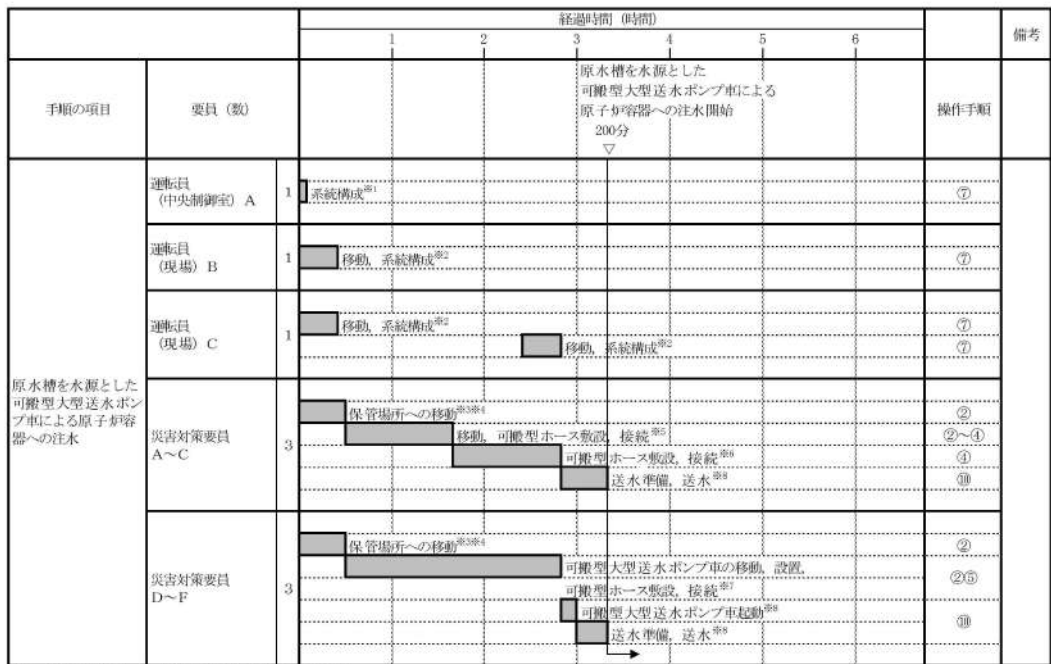 経過時間（時間）
備考
1 2 3 4 5 6
手順の項目
要員（数）
原水槽を水源とした
可搬型大型送水ポンプ車による
原子炉容器への注水開始
200分
▽
操作手順
原水槽を水源とした
可搬型大型送水ポン
プ車による原子炉容
器への注水
運転員
（中央制御室）A
1
系統構成※1
⑦
運転員
（現場）B
1
移動，系統構成※2
⑦
運転員
（現場）C
1
移動，系統構成※2
⑦
移動，系統構成※2
⑦
災害対策要員
A～C
3
保管場所への移動※3※4
②
移動，可搬型ホース敷設，接続※5
②～④
可搬型ホース敷設，接続※6
④
送水準備，送水※8
⑩
災害対策要員
D～F
3
保管場所への移動※3※4
②
可搬型大型送水ポンプ車の移動，設置，
可搬型ホース敷設，接続※7
②⑤
可搬型大型送水ポンプ車起動※8
送水準備，送水※8
⑩